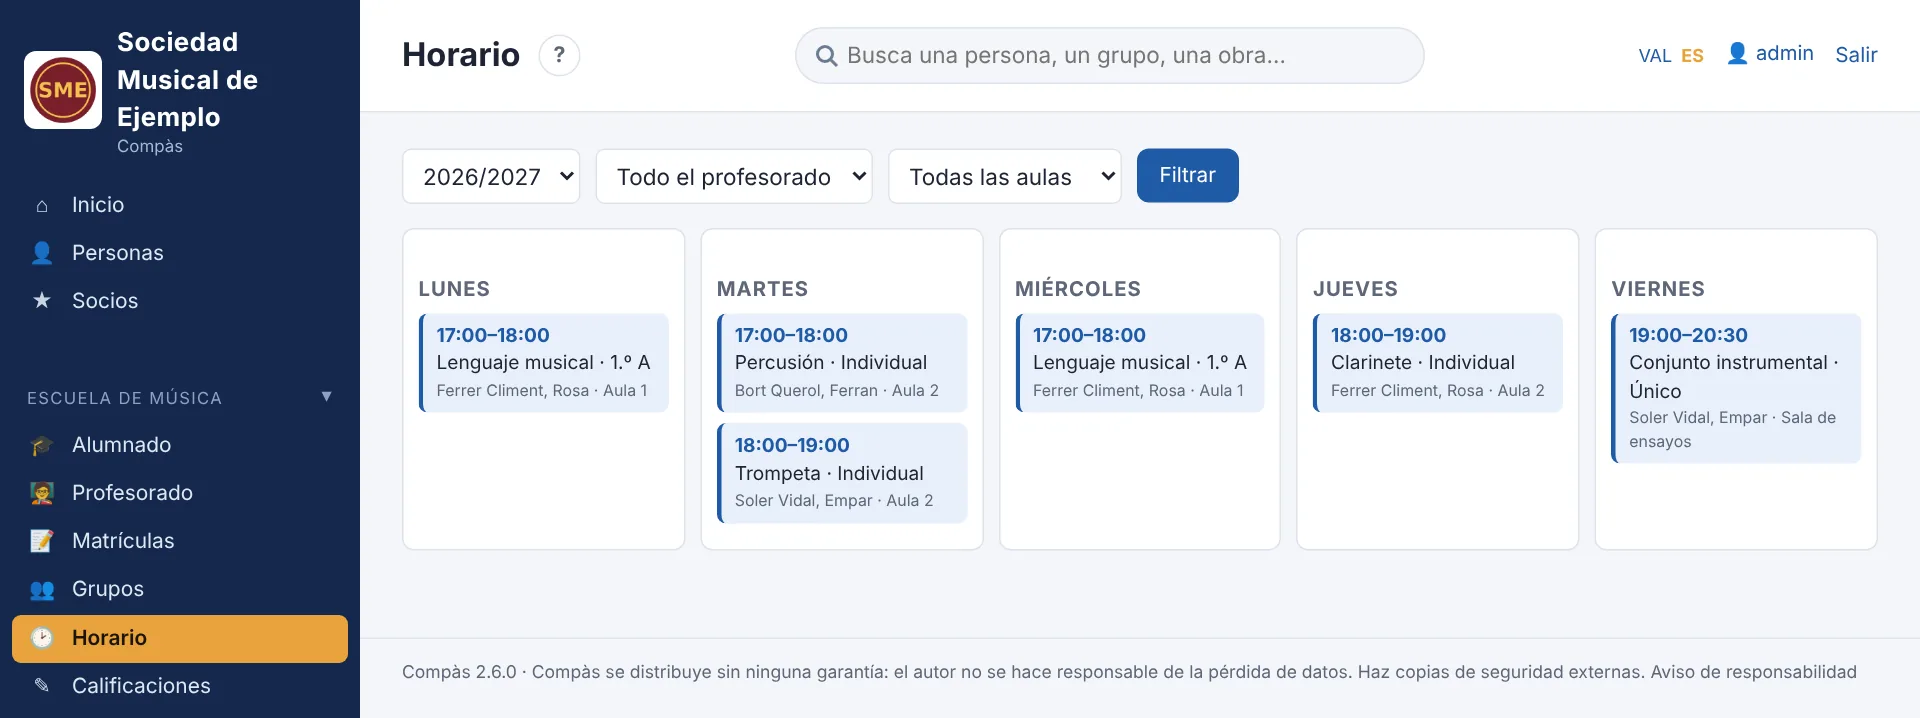 SME
Sociedad
Musical de
Ejemplo
Compàs
Inicio
Personas
Socios
ESCUELA DE MÚSICA
Alumnado
Profesorado
Matrículas
Grupos
Horario
Calificaciones
Horario
?
Busca una persona, un grupo, una obra...
VAL ES
admin
Salir
2026/2027
Todo el profesorado
Todas las aulas
Filtrar
LUNES
17:00–18:00
Lenguaje musical · 1.º A
Ferrer Climent, Rosa · Aula 1
MARTES
17:00–18:00
Percusión · Individual
Bort Querol, Ferran · Aula 2
18:00–19:00
Trompeta · Individual
Soler Vidal, Empar · Aula 2
MIÉRCOLES
17:00–18:00
Lenguaje musical · 1.º A
Ferrer Climent, Rosa · Aula 1
JUEVES
18:00–19:00
Clarinete · Individual
Ferrer Climent, Rosa · Aula 2
VIERNES
19:00–20:30
Conjunto instrumental ·
Único
Soler Vidal, Empar · Sala de
ensayos
Compàs 2.6.0 · Compàs se distribuye sin ninguna garantía: el autor no se hace responsable de la pérdida de datos. Haz copias de seguridad externas. Aviso de responsabilidad